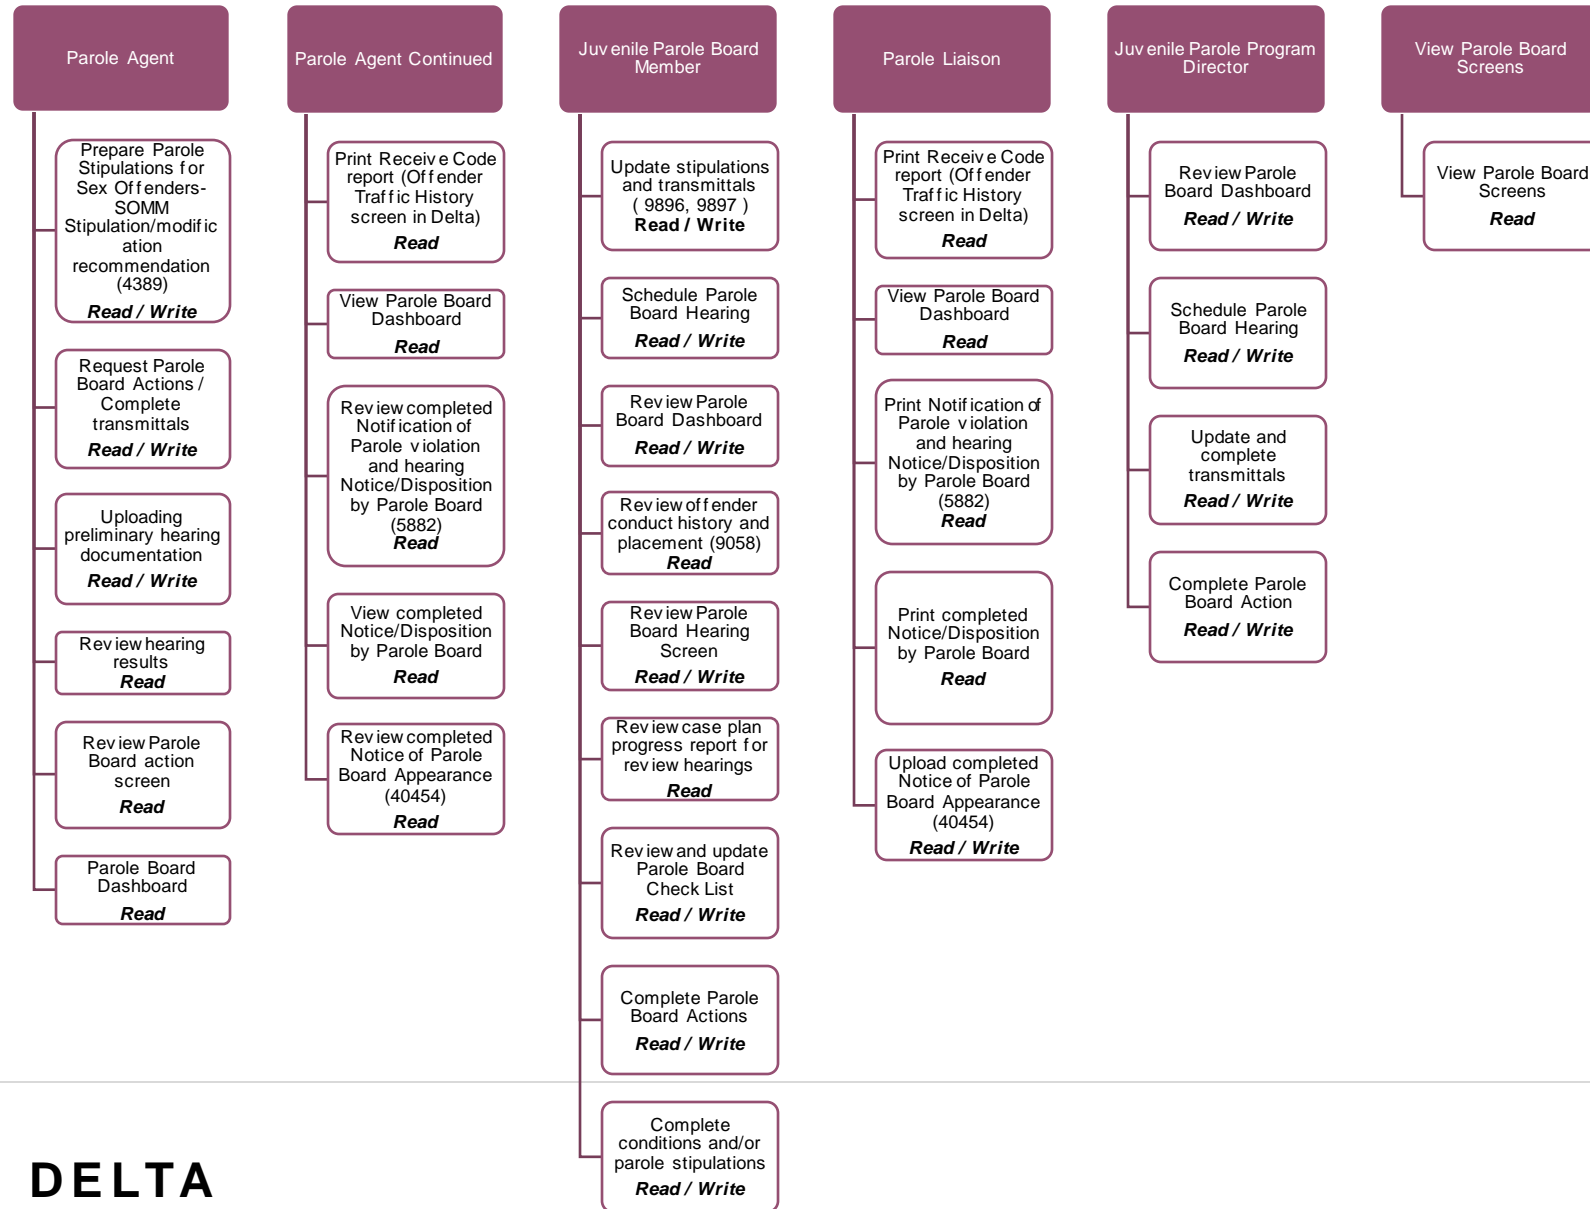 Parole Agent
Prepare Parole
Stipulations for
Sex Offenders-
SOMM
Stipulation/modific
ation
recommendation
(4389)
Read / Write
Request Parole
Board Actions /
Complete
transmittals
Read / Write
Uploading
preliminary hearing
documentation
Read / Write
Review hearing
results
Read
Review Parole
Board action
screen
Read
Parole Board
Dashboard
Read
Parole Agent Continued
Print Receive Code
report (Offender
Traffic History
screen in Delta)
Read
View Parole Board
Dashboard
Read
Review completed
Notification of
Parole violation
and hearing
Notice/Disposition
by Parole Board
(5882)
Read
View completed
Notice/Disposition
by Parole Board
Read
Review completed
Notice of Parole
Board Appearance
(40454)
Read
Juvenile Parole Board
Member
Update stipulations
and transmittals
( 9896, 9897 )
Read / Write
Schedule Parole
Board Hearing
Read / Write
Review Parole
Board Dashboard
Read / Write
Review offender
conduct history and
placement (9058)
Read
Review Parole
Board Hearing
Screen
Read / Write
Review case plan
progress report for
review hearings
Read
Review and update
Parole Board
Check List
Read / Write
Complete Parole
Board Actions
Read / Write
Complete
conditions and/or
parole stipulations
Read / Write
Parole Liaison
Print Receive Code
report (Offender
Traffic History
screen in Delta)
Read
View Parole Board
Dashboard
Read
Print Notification of
Parole violation
and hearing
Notice/Disposition
by Parole Board
(5882)
Read
Print completed
Notice/Disposition
by Parole Board
Read
Upload completed
Notice of Parole
Board Appearance
(40454)
Read / Write
Juvenile Parole Program
Director
Review Parole
Board Dashboard
Read / Write
Schedule Parole
Board Hearing
Read / Write
Update and
complete
transmittals
Read / Write
Complete Parole
Board Action
Read / Write
View Parole Board
Screens
View Parole Board
Screens
Read
DELTA